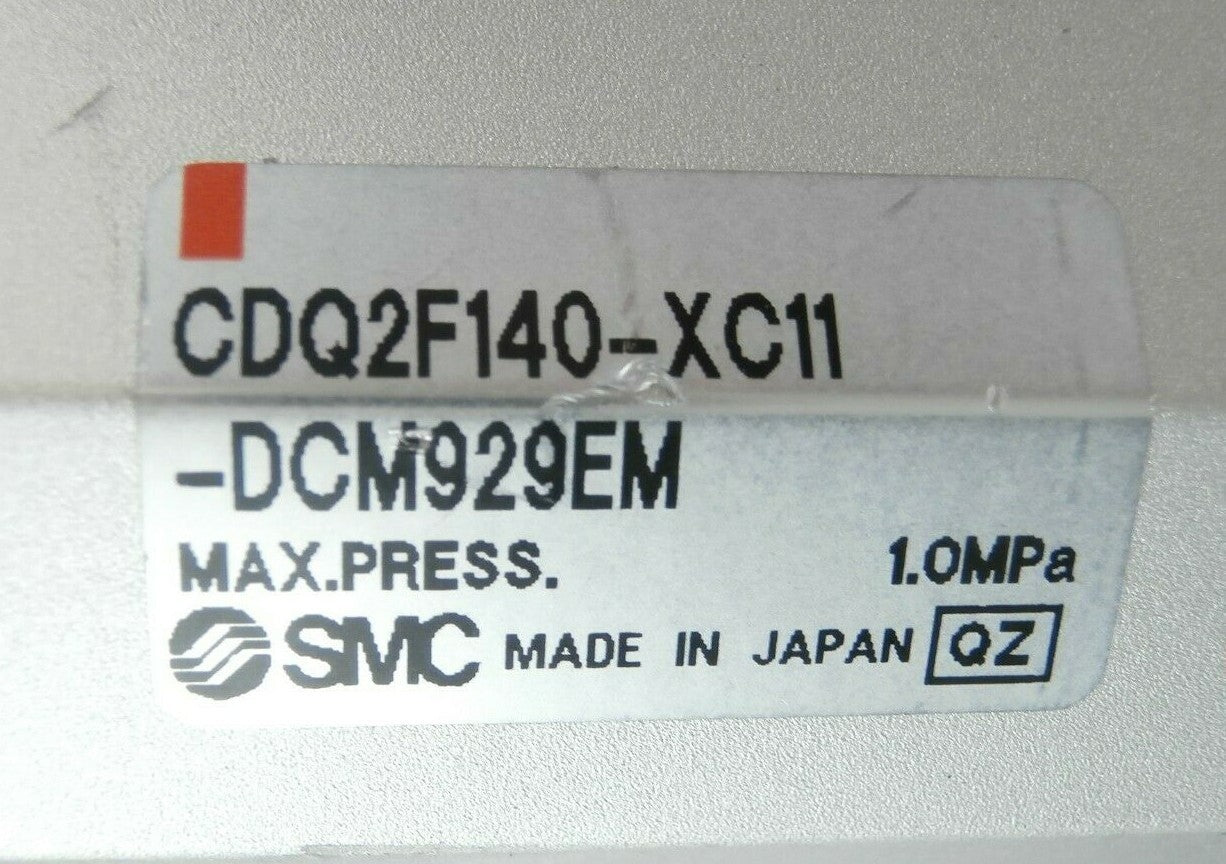 CDQ2F140-XC11
-DCM929EM
MAX.PRESS. 1.0MPa
SMC MADE IN JAPAN QZ